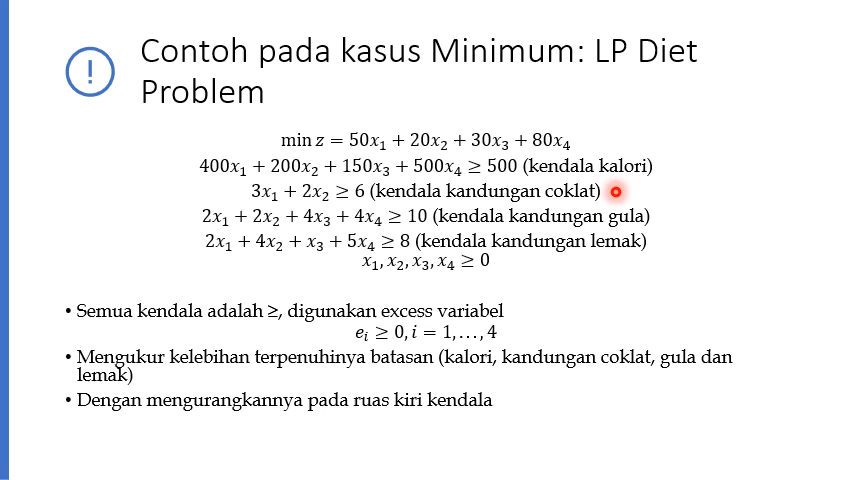 Contoh pada kasus Minimum: LP Diet
Problem
min z = 50x₁ + 20x₂ + 30x₃ + 80x₄
400x₁ + 200x₂ + 150x₃ + 500x₄ ≥ 500 (kendala kalori)
3x₁ + 2x₂ ≥ 6 (kendala kandungan coklat)
2x₁ + 2x₂ + 4x₃ + 4x₄ ≥ 10 (kendala kandungan gula)
2x₁ + 4x₂ + x₃ + 5x₄ ≥ 8 (kendala kandungan lemak)
x₁, x₂, x₃, x₄ ≥ 0
• Semua kendala adalah ≥, digunakan excess variabel
eᵢ ≥ 0, i = 1, … , 4
• Mengukur kelebihan terpenuhinya batasan (kalori, kandungan coklat, gula dan
lemak)
• Dengan mengurangkannya pada ruas kiri kendala